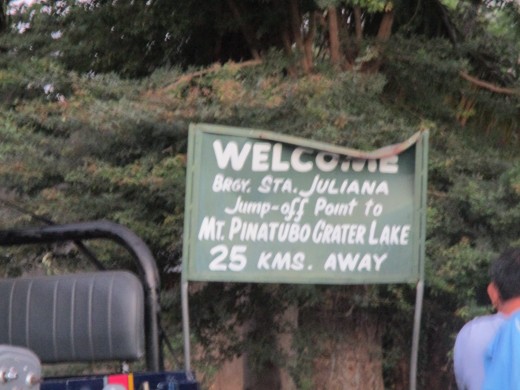 WELCOME
BRGY. STA. JULIANA
Jump-off Point to
MT. PINATUBO CRATER LAKE
25 KMS. AWAY